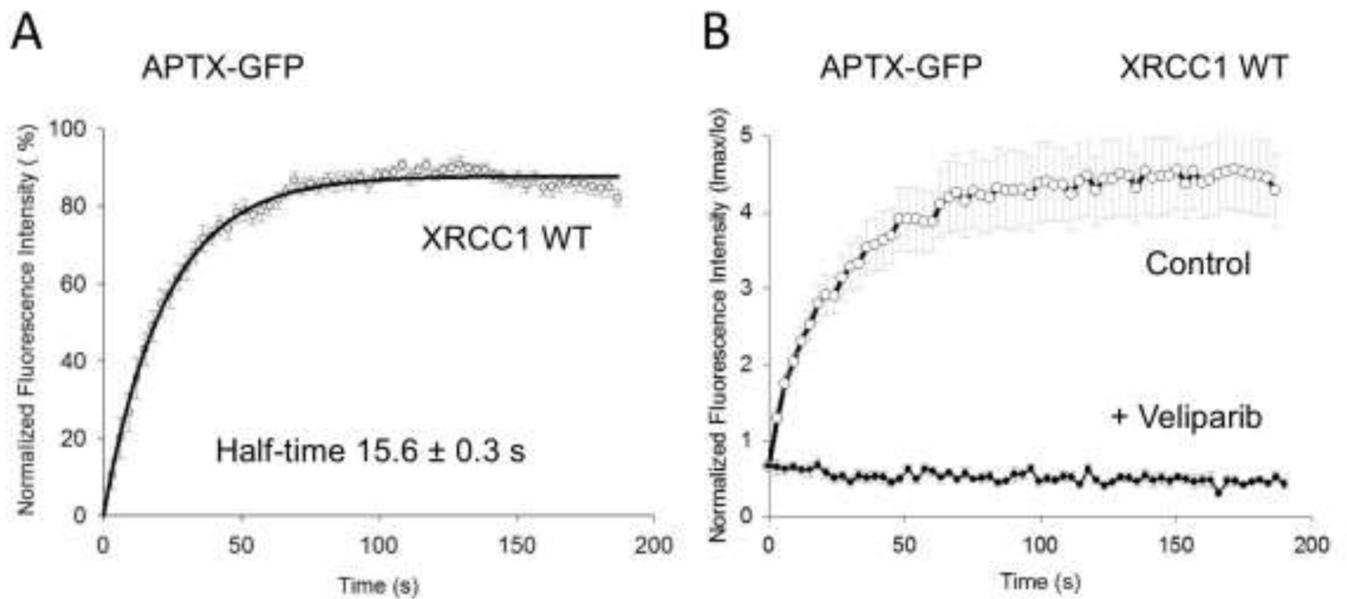 A
APTX-GFP
Normalized Fluorescence Intensity ( %)
100
80
60
40
20
0
XRCC1 WT
Half-time 15.6 ± 0.3 s
0 50 100 150 200
Time (s)
B
APTX-GFP XRCC1 WT
Normalized Fluorescence Intensity (Imax/Io)
5
4
3
2
1
0
Control
+ Veliparib
0 50 100 150 200
Time (s)